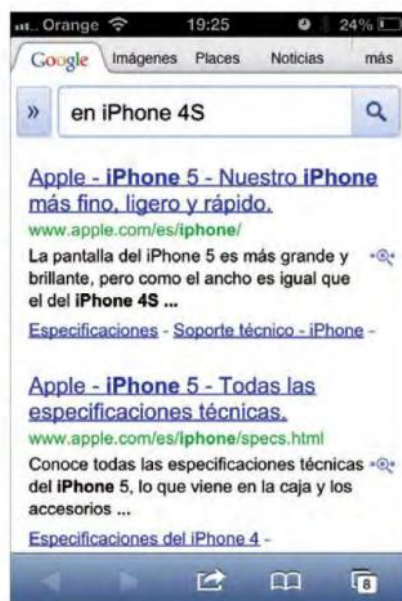 Orange 19:25 24%
Google Imágenes Places Noticias más
» en iPhone 4S
Apple - iPhone 5 - Nuestro iPhone
más fino, ligero y rápido.
www.apple.com/es/iphone/
La pantalla del iPhone 5 es más grande y
brillante, pero como el ancho es igual que
el del iPhone 4S ...
Especificaciones - Soporte técnico - iPhone -
Apple - iPhone 5 - Todas las
especificaciones técnicas.
www.apple.com/es/iphone/specs.html
Conoce todas las especificaciones técnicas
del iPhone 5, lo que viene en la caja y los
accesorios ...
Especificaciones del iPhone 4 -
8